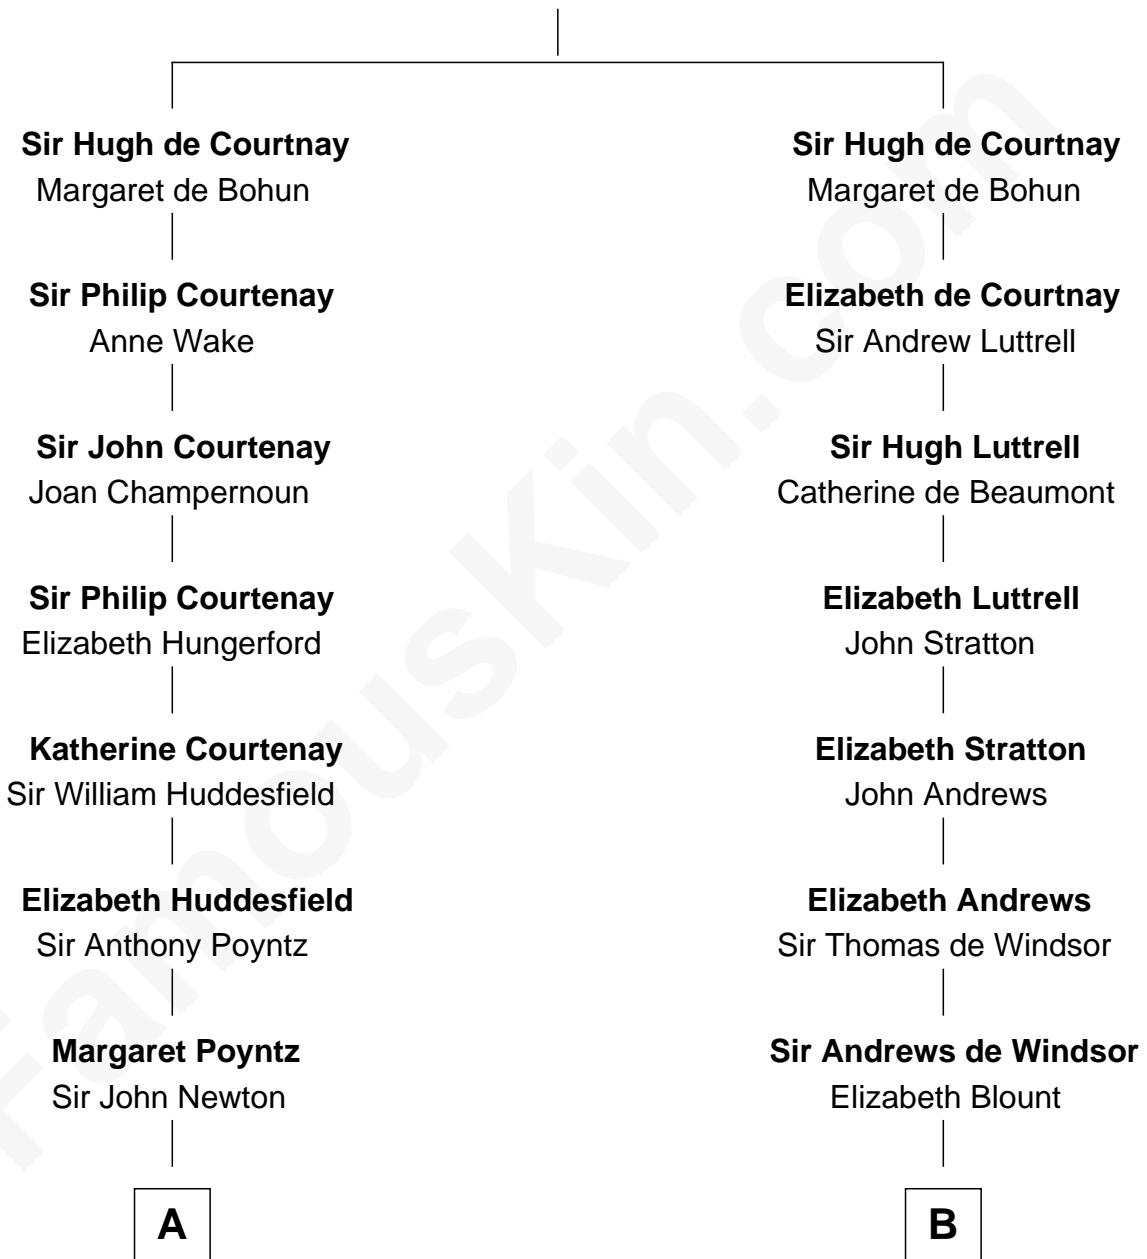 Sir Hugh de Courtnay
Margaret de Bohun
Sir Philip Courtenay
Anne Wake
Sir John Courtenay
Joan Champernoun
Sir Philip Courtenay
Elizabeth Hungerford
Katherine Courtenay
Sir William Huddesfield
Elizabeth Huddesfield
Sir Anthony Poyntz
Margaret Poyntz
Sir John Newton
A
Sir Hugh de Courtnay
Margaret de Bohun
Elizabeth de Courtnay
Sir Andrew Luttrell
Sir Hugh Luttrell
Catherine de Beaumont
Elizabeth Luttrell
John Stratton
Elizabeth Stratton
John Andrews
Elizabeth Andrews
Sir Thomas de Windsor
Sir Andrews de Windsor
Elizabeth Blount
B
FamousKin.com